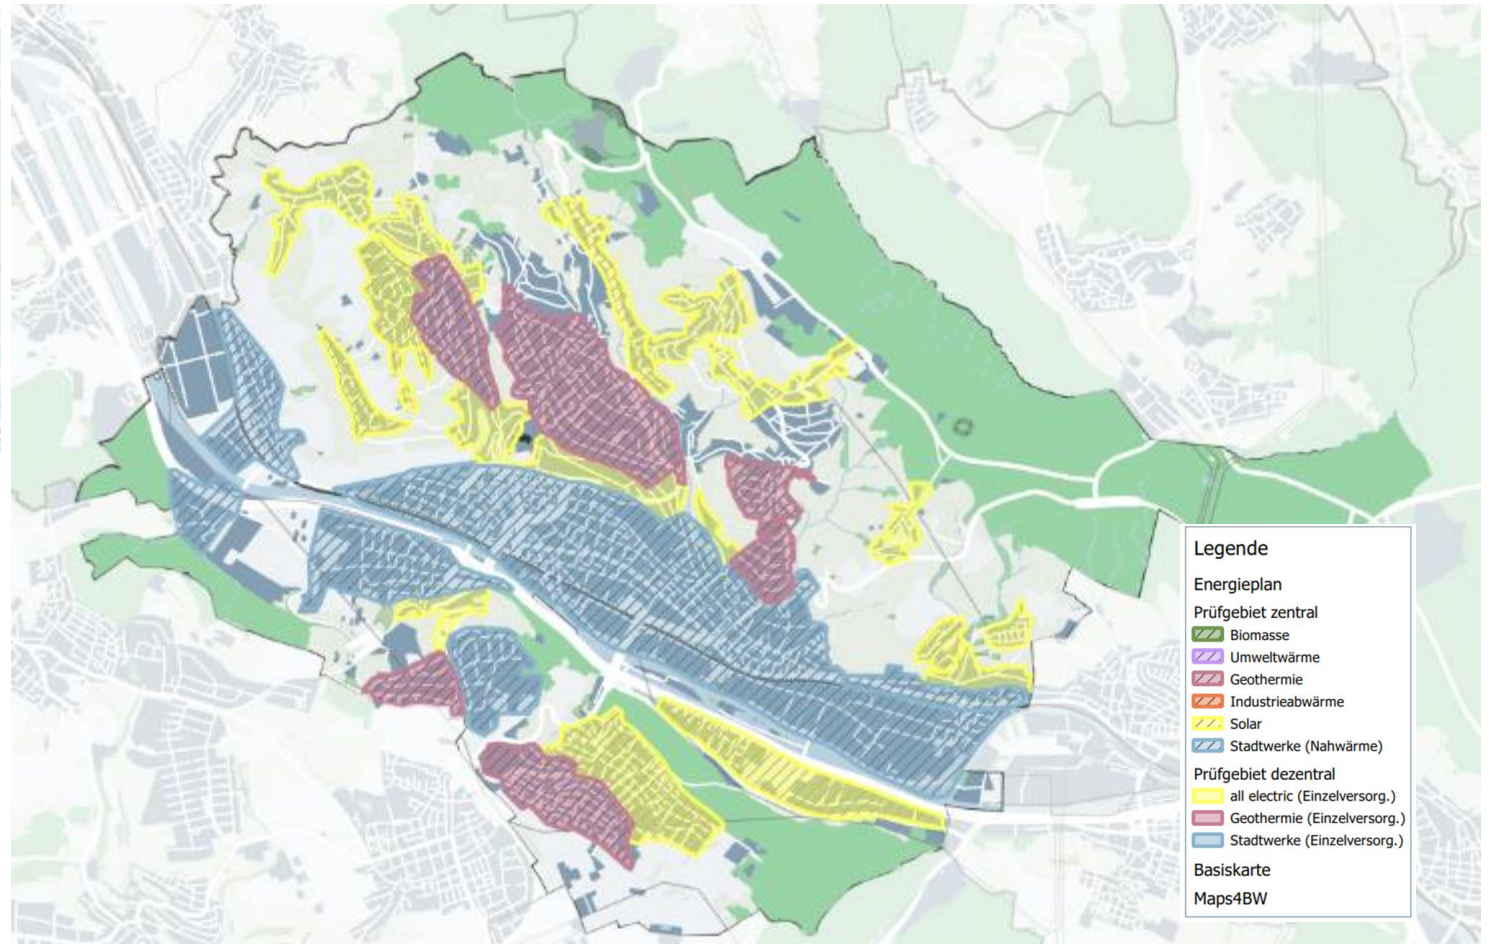 Legende
Energieplan
Prüfgebiet zentral
Biomasse
Umweltwärme
Geothermie
Industrieabwärme
Solar
Stadtwerke (Nahwärme)
Prüfgebiet dezentral
all electric (Einzelversorg.)
Geothermie (Einzelversorg.)
Stadtwerke (Einzelversorg.)
Basiskarte
Maps4BW